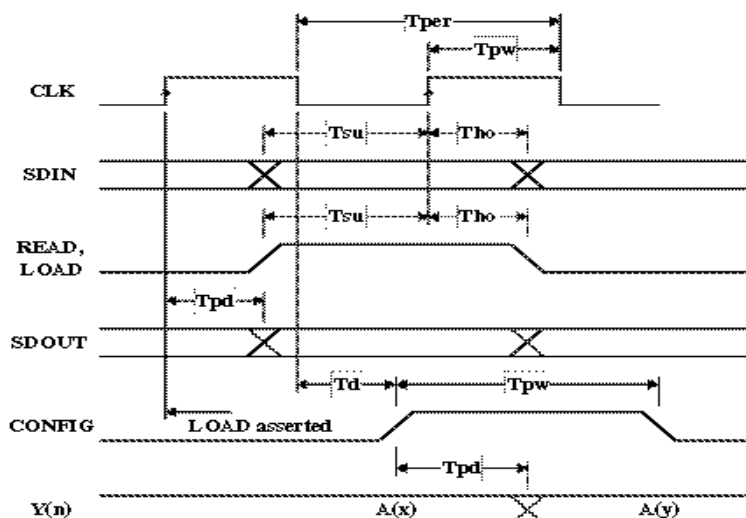 Tper
Tpw
CLK
Tsu Tho
SDIN
Tsu Tho
READ,
LOAD
Tpd
SDOUT
Td Tpw
CONFIG LOAD asserted
Tpd
Y(n) A(x) A(y)